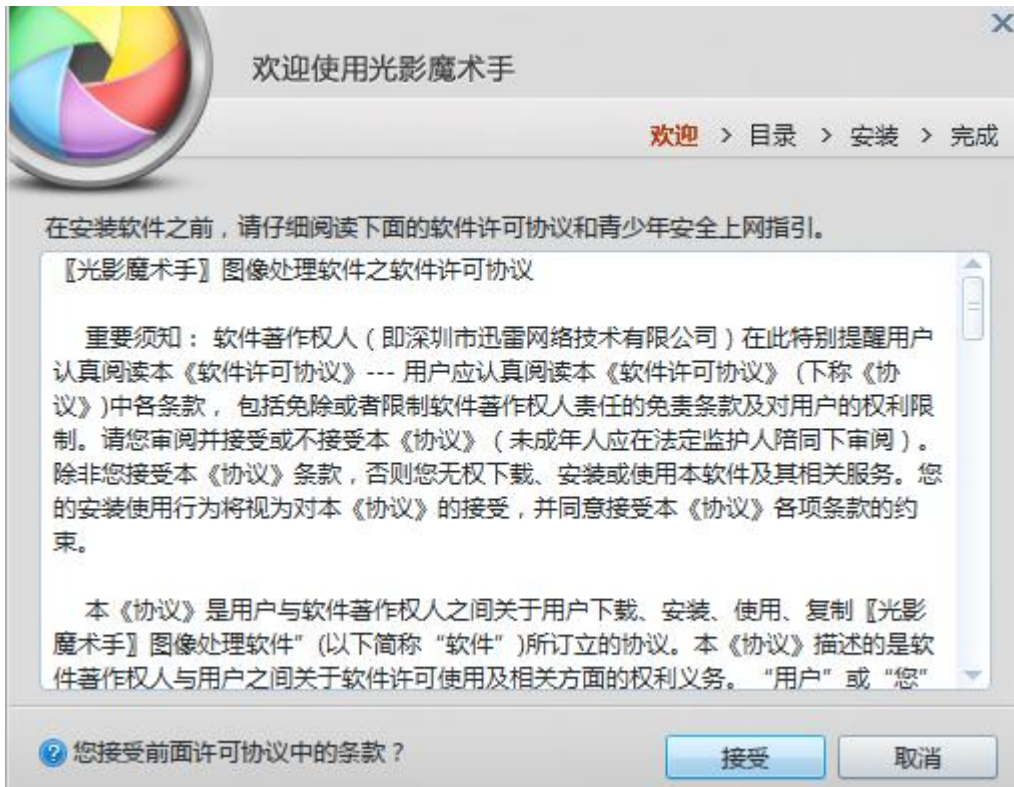 欢迎使用光影魔术手
欢迎 > 目录 > 安装 > 完成
在安装软件之前，请仔细阅读下面的软件许可协议和青少年安全上网指引。
〖光影魔术手〗图像处理软件之软件许可协议
重要须知： 软件著作权人（即深圳市迅雷网络技术有限公司）在此特别提醒用户
认真阅读本《软件许可协议》--- 用户应认真阅读本《软件许可协议》 (下称《协
议》)中各条款， 包括免除或者限制软件著作权人责任的免责条款及对用户的权利限
制。请您审阅并接受或不接受本《协议》（未成年人应在法定监护人陪同下审阅）。
除非您接受本《协议》条款，否则您无权下载、安装或使用本软件及其相关服务。您
的安装使用行为将视为对本《协议》的接受，并同意接受本《协议》各项条款的约
束。
本《协议》是用户与软件著作权人之间关于用户下载、安装、使用、复制〖光影
魔术手〗图像处理软件” (以下简称“软件”)所订立的协议。本《协议》描述的是软
件著作权人与用户之间关于软件许可使用及相关方面的权利义务。 “用户”或“您”
您接受前面许可协议中的条款？
接受
取消